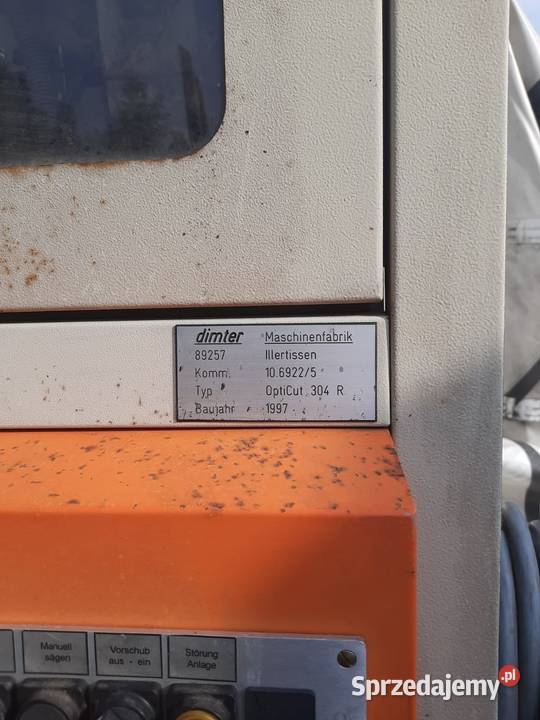 dimter Maschinenfabrik
89257 Illertissen
Komm. 10.6922/5
Typ OptiCut 304 R
Baujahr 1997
Manuell sägen
Vorschub aus - ein
Störung Anlage
Sprzedajemy.pl